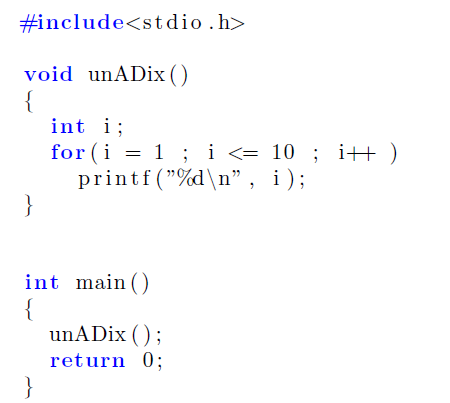 #include<stdio.h>
void unADix()
{
int i;
for(i = 1 ; i <= 10 ; i++ )
printf("%d\n", i);
}
int main()
{
unADix();
return 0;
}